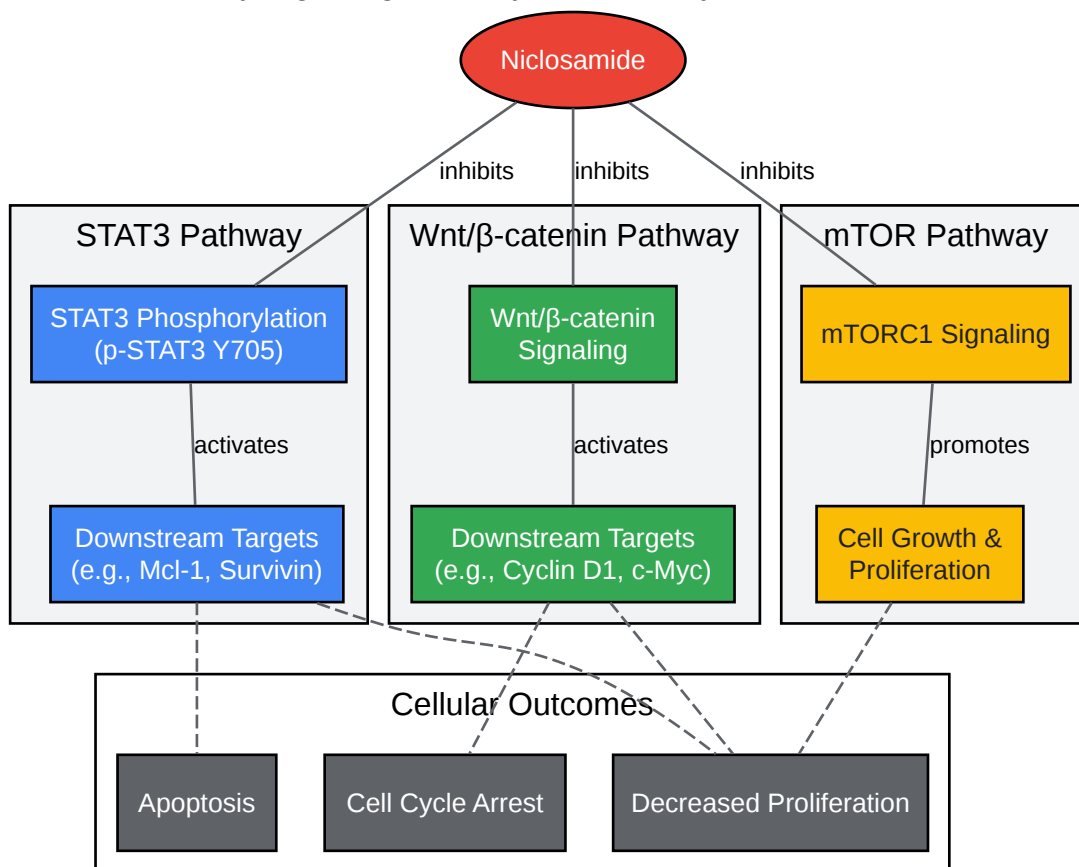 Niclosamide
inhibits
inhibits
inhibits
STAT3 Pathway
Wnt/β-catenin Pathway
mTOR Pathway
STAT3 Phosphorylation
(p-STAT3 Y705)
Wnt/β-catenin
Signaling
mTORC1 Signaling
activates
activates
promotes
Downstream Targets
(e.g., Mcl-1, Survivin)
Downstream Targets
(e.g., Cyclin D1, c-Myc)
Cell Growth &
Proliferation
Cellular Outcomes
Apoptosis
Cell Cycle Arrest
Decreased Proliferation